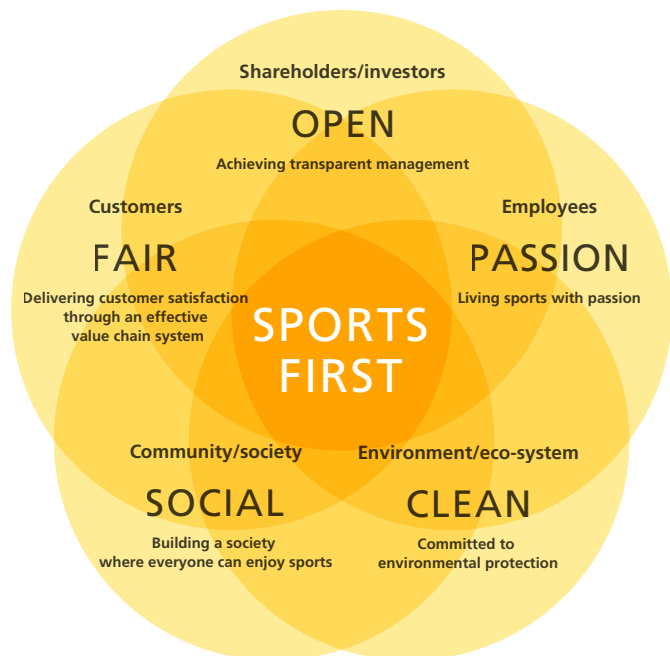 Shareholders/investors
OPEN
Achieving transparent management
Customers
FAIR
Delivering customer satisfaction
through an effective
value chain system
Employees
PASSION
Living sports with passion
SPORTS
FIRST
Community/society
SOCIAL
Building a society
where everyone can enjoy sports
Environment/eco-system
CLEAN
Committed to
environmental protection